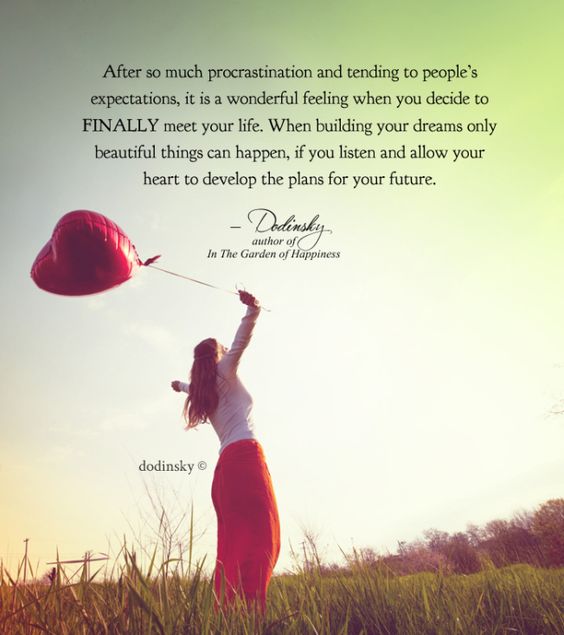 After so much procrastination and tending to people's
expectations, it is a wonderful feeling when you decide to
FINALLY meet your life. When building your dreams only
beautiful things can happen, if you listen and allow your
heart to develop the plans for your future.
– Dodinsky
author of
In The Garden of Happiness
dodinsky ©